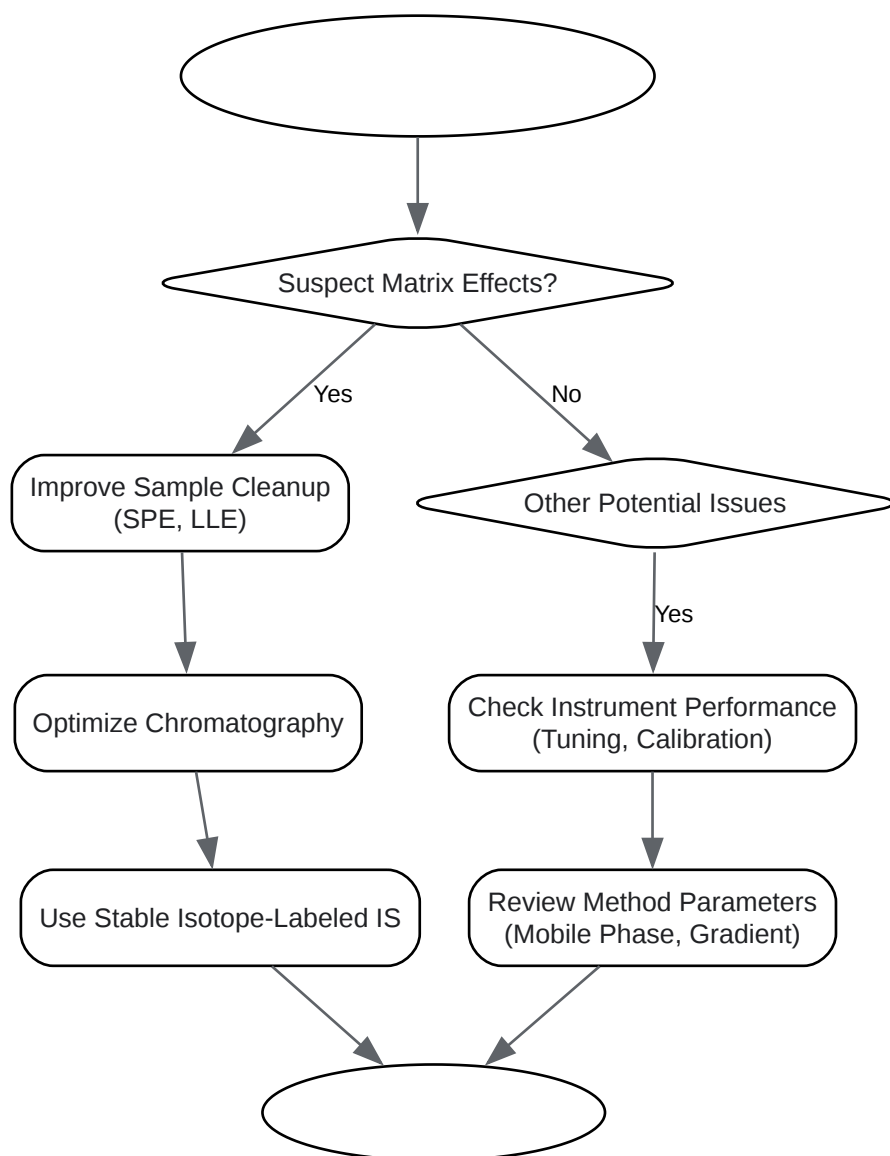 Suspect Matrix Effects?
Yes
No
Improve Sample Cleanup
(SPE, LLE)
Other Potential Issues
Yes
Optimize Chromatography
Check Instrument Performance
(Tuning, Calibration)
Use Stable Isotope-Labeled IS
Review Method Parameters
(Mobile Phase, Gradient)